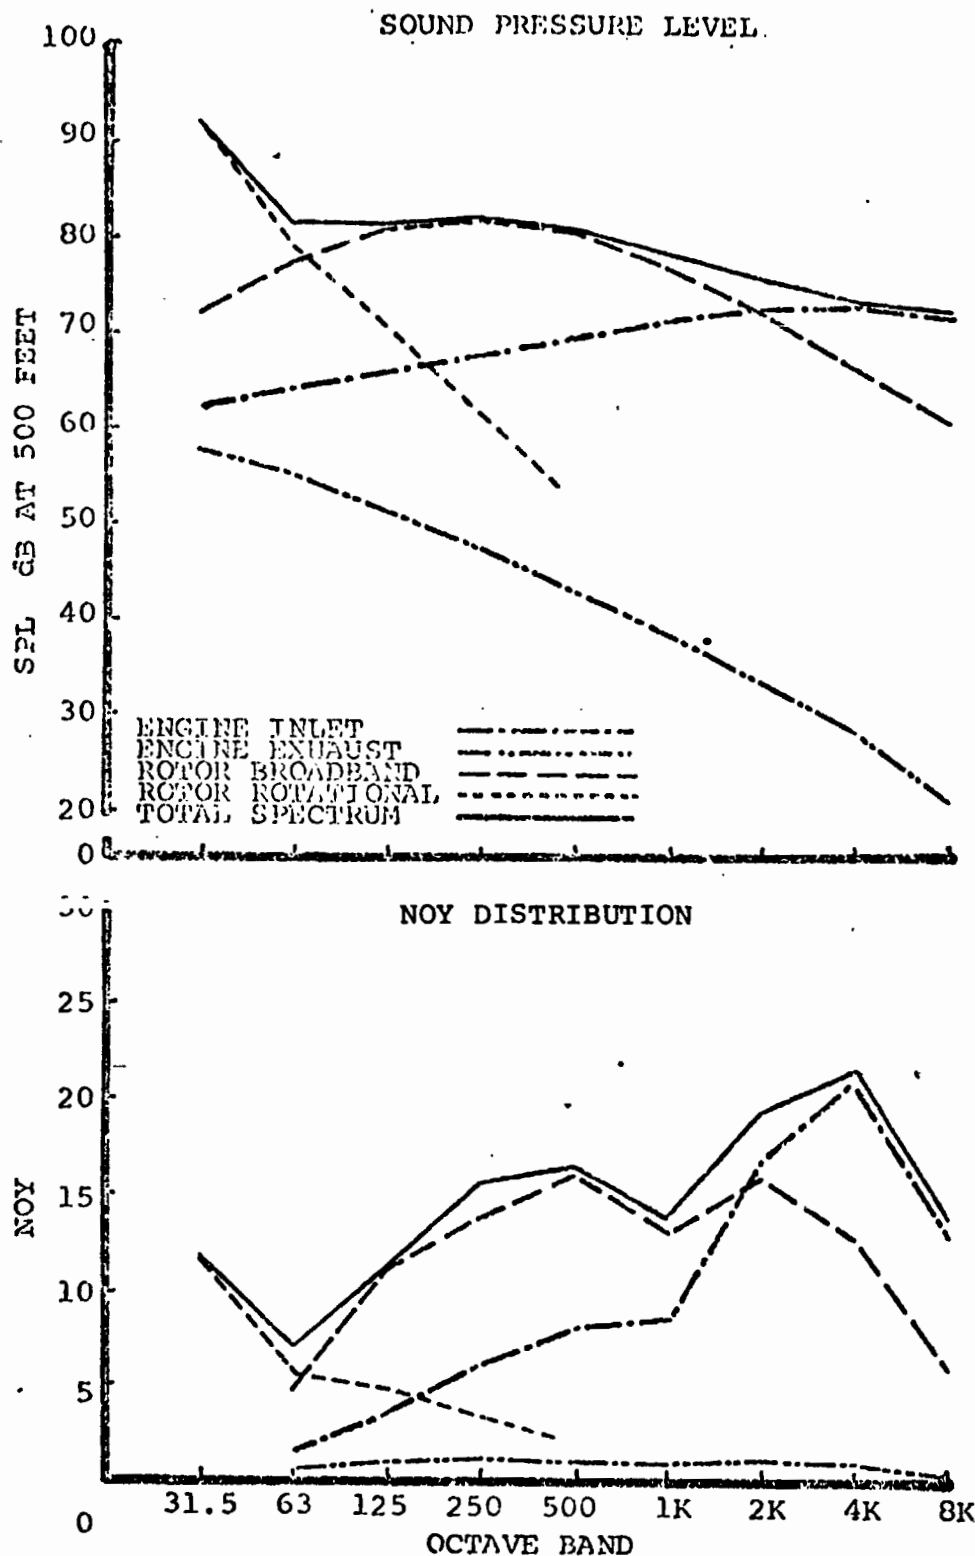 SOUND PRESSURE LEVEL
100
90
80
70
60
50
40
30
20
0
SPL dB AT 500 FEET
ENGINE INLET
ENGINE EXHAUST
ROTOR BROADBAND
ROTOR ROTATIONAL
TOTAL SPECTRUM
NOY DISTRIBUTION
25
20
15
10
5
0
NOY
31.5 63 125 250 500 1K 2K 4K 8K
OCTAVE BAND